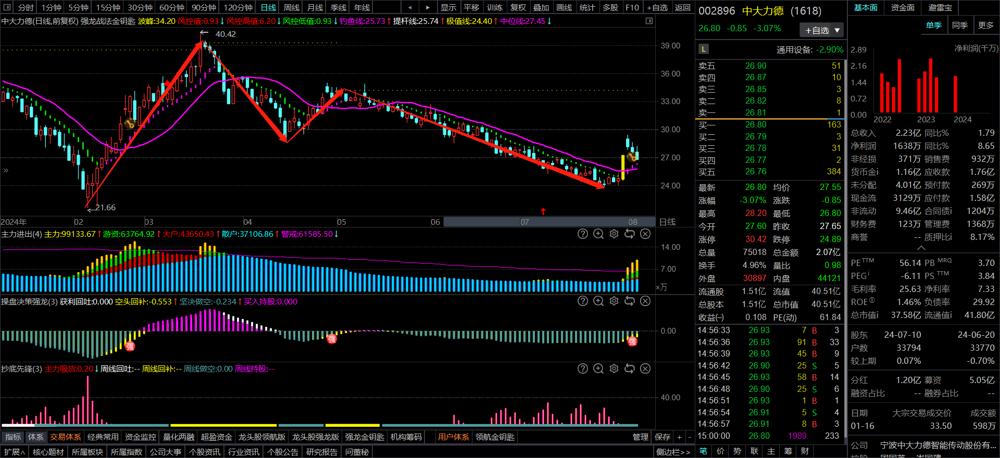 分时 1分钟 5分钟 15分钟 30分钟 60分钟 90分钟 120分钟 日线 周线 月线 季线 年线 显示 平移 训练 复权 叠加 画线 统计 多股 F10 +自选 返回
中大力德(日线,前复权) 强龙战法金钥匙 波峰:34.20 风控值:0.93↓ 风控高值:6.20↓ 风控低值:0.93↓ 钓鱼线:25.73↑ 提杆线:25.74↑ 极值线:24.40↑ 中位线:27.45↓
40.42
39.00
36.00
33.00
30.00
27.00
24.00
»
21.66
2024年 02 03 04 05 06 07 08 日线
主力进出(4) 主力:99133.67↑ 游资:63764.92↑ 大户:43650.43↑ 散户:37106.86↑ 警戒:61585.50↓
14.00
7.00
×万
操盘决策强龙(3) 获利回吐:0.000 空头回补:-0.553↑ 坚决做空:-0.234↑ 买入持股:0.000
0.00
强 强 强
抄底先锋(3) 主力吸货:0.20↓ 周线回吐:-- 周线回补:-- 周线做空:0.00 周线持股:--
40.00
指标 体系 交易体系 经典常用 资金监控 量化两融 超盈资金 龙头股领航版 龙头股强龙版 强龙金钥匙 机构筹码 用户体系 领航金钥匙 管理 保存 + -
扩展∧ 核心题材 所属板块 所属指数 公司大事 个股资讯 行业资讯 个股公告 研究报告 问董秘 侧边栏>>
002896 中大力德 (1618)
26.80 -0.85 -3.07% +自选 ▼
L 通用设备: -2.90%
卖五 26.90 51
卖四 26.87 10
卖三 26.85 3
卖二 26.82 8
卖一 26.81 1
买一 26.80 163
买二 26.79 3
买三 26.78 31
买四 26.77 2
买五 26.76 384
最新 26.80 均价 27.55
涨幅 -3.07% 涨跌 -0.85
最高 28.20 最低 26.80
今开 27.60 昨收 27.65
涨停 30.42 跌停 24.89
总量 75018 总金额 2.07亿
换手 4.96% 量比 0.98
外盘 30897 内盘 44121
流通股 1.51亿 流值 40.51亿
总股本 1.51亿 总市值 40.51亿
收益㈠ 0.108 PE(动) 61.84
14:56:33 26.93 7 B 3
14:56:36 26.93 91 B 33
14:56:39 26.93 45 B 9
14:56:42 26.90 25 S 5
14:56:45 26.93 58 B 14
14:56:48 26.90 25 S 6
14:56:51 26.93 1 B 1
14:56:54 26.91 5 S 4
14:56:57 26.91 8 B 3
15:00:00 26.80 1989 233
笔 价 势 联 主 筹 财
基本面 资金面 避雷宝
单季 同季 更多
净利润(千万)
2.89
2.16
1.44
0.72
0.00
2022 2023 2024
总收入 2.23亿 同比% 1.79
净利润 1638万 同比% 8.65
非经损 371万 销售费 932万
货币金i 1.16亿 应收款 1.76亿
未分配 4.01亿 预付款 269万
现金流 3129万 应付款 1.58亿
非流动 9.46亿 合同债i 1204万
财务费 123万 管理费 1368万
商誉 -- 质押比i 8.17%
PE TTM 56.14 PB MRQ 3.70
PEG i -6.11 PS TTM 3.84
毛利率 25.63 净利率 7.33
ROE① 1.46% 负债率 29.92
总市值i 37.58亿 流通值i 41.80亿
股东 24-07-10 24-06-20
户数 33794 33770
较上期 0.07% -0.70%
分红 1.20亿 募资 5.05亿
融资占比 -- 融券占比 --
日期 大宗交易成交价 成交额
01-16 33.50 598万
公司 宁波中大力德智能传动股份有...